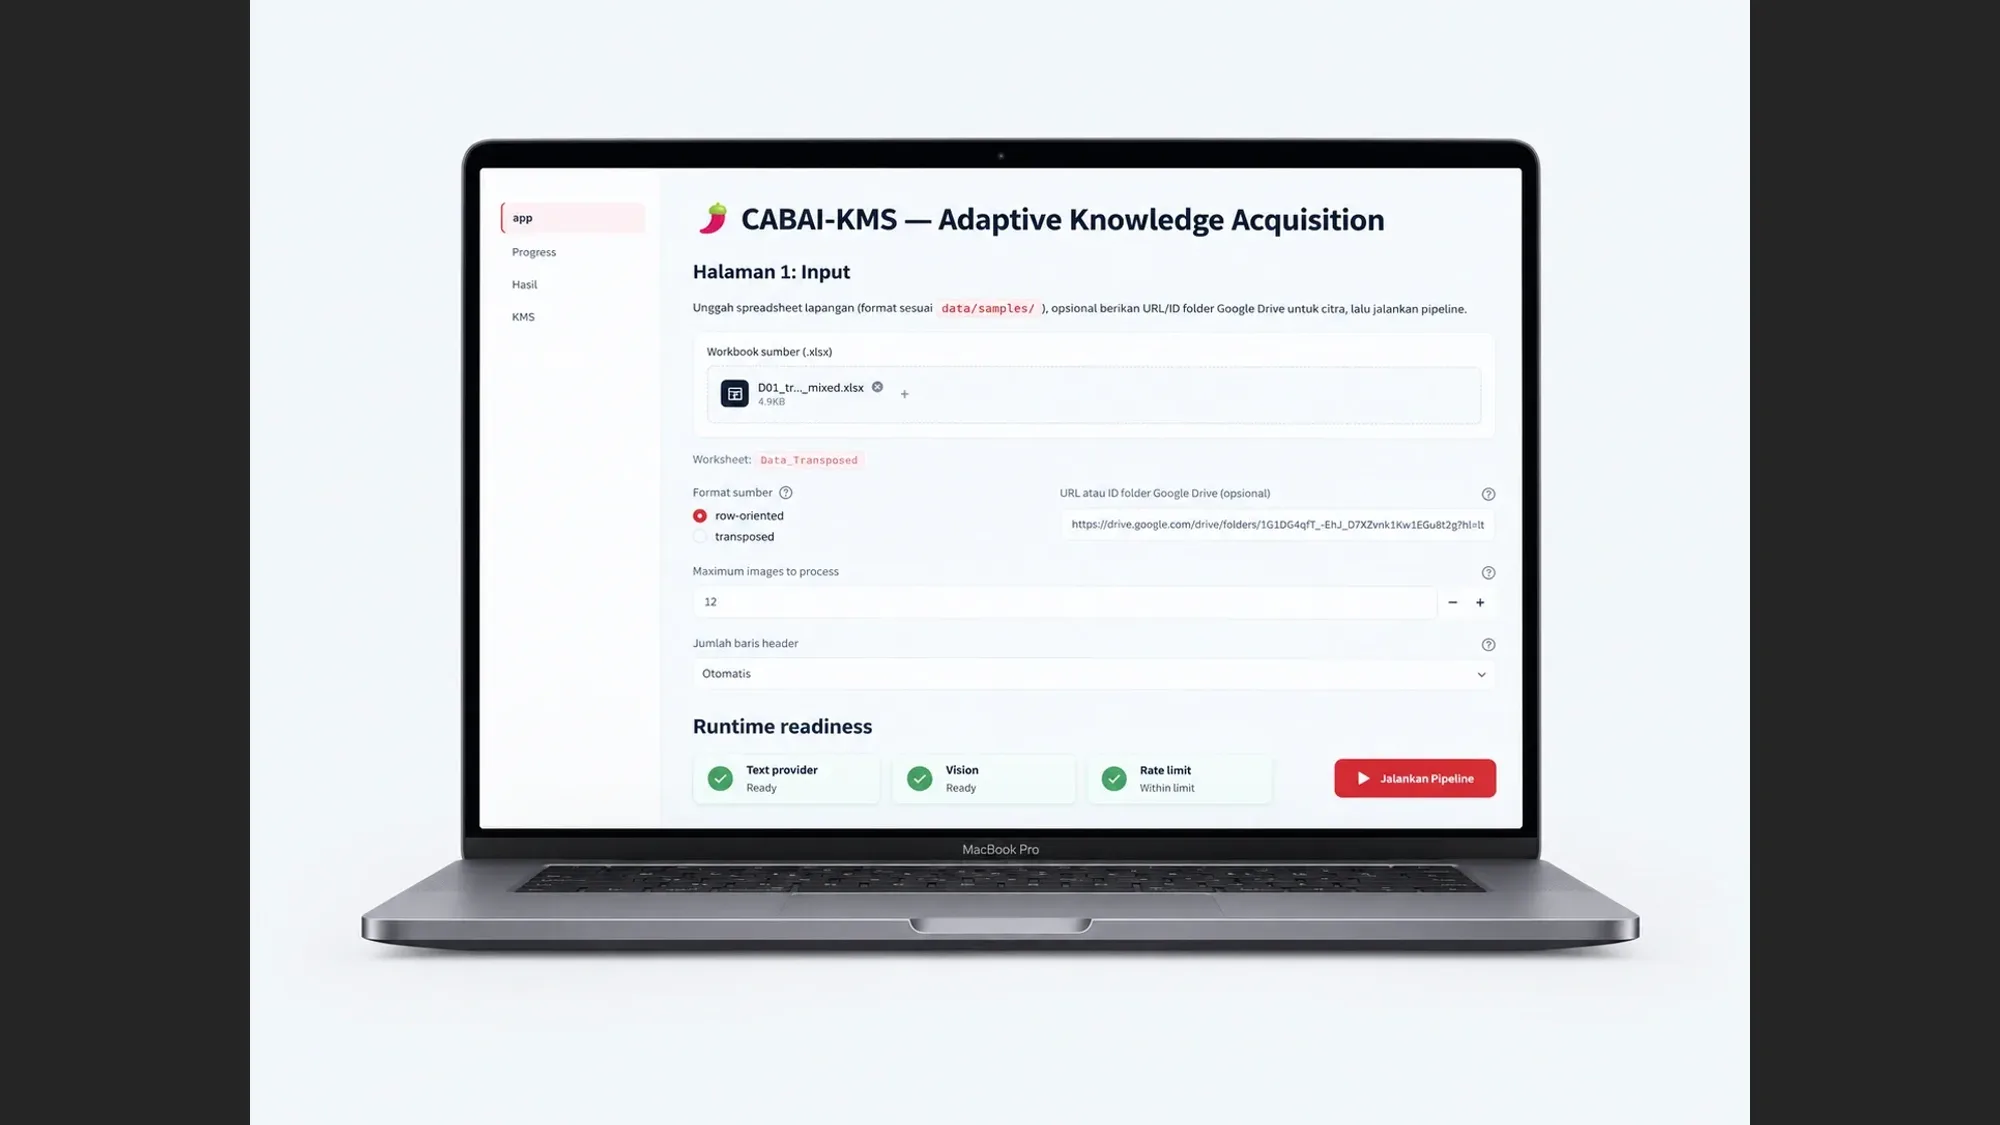 app
Progress
Hasil
KMS
CABAI-KMS — Adaptive Knowledge Acquisition
Halaman 1: Input
Unggah spreadsheet lapangan (format sesuai data/samples/ ), opsional berikan URL/ID folder Google Drive untuk citra, lalu jalankan pipeline.
Workbook sumber (.xlsx)
D01_tr..._mixed.xlsx
4.9KB
Worksheet: Data_Transposed
Format sumber
row-oriented
transposed
URL atau ID folder Google Drive (opsional)
https://drive.google.com/drive/folders/1G1DG4qfT_-EhJ_D7XZvnk1Kw1EGu8t2g?hl=lt
Maximum images to process
12
Jumlah baris header
Otomatis
Runtime readiness
Text provider
Ready
Vision
Ready
Rate limit
Within limit
Jalankan Pipeline
MacBook Pro